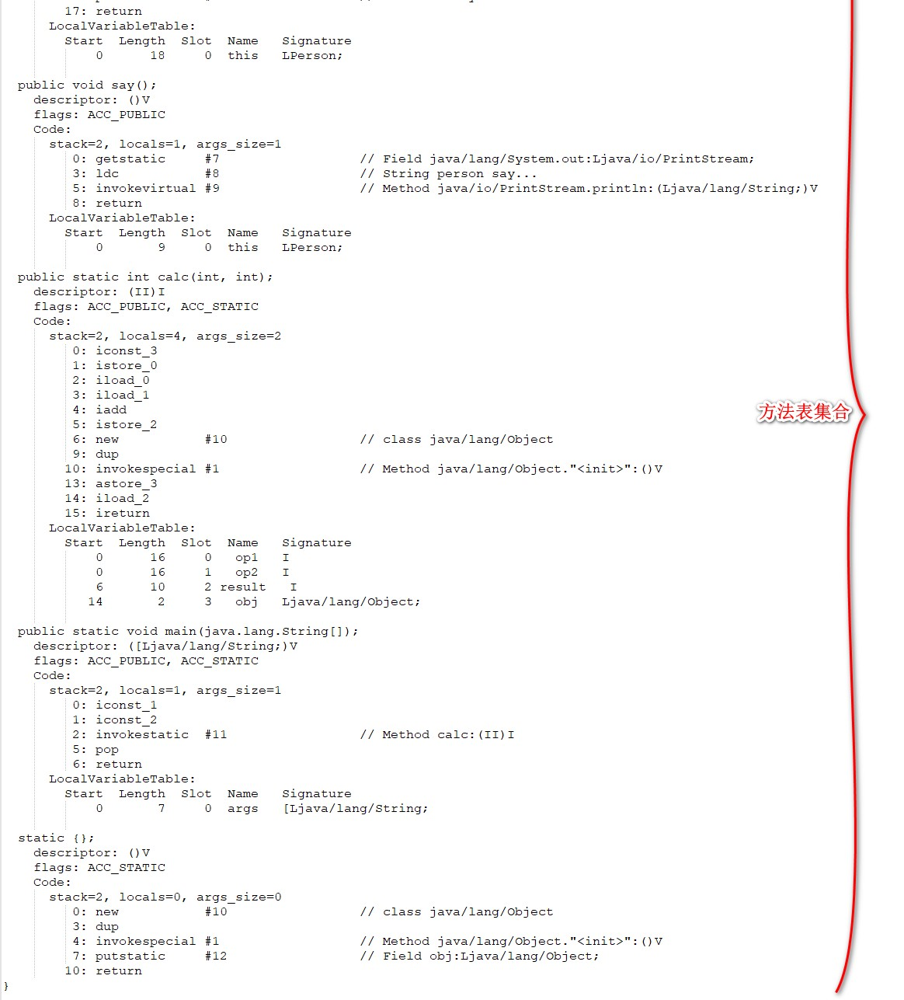 17: return
LocalVariableTable:
Start  Length  Slot  Name   Signature
0      18     0  this   LPerson;
public void say();
descriptor: ()V
flags: ACC_PUBLIC
Code:
stack=2, locals=1, args_size=1
0: getstatic     #7                  // Field java/lang/System.out:Ljava/io/PrintStream;
3: ldc           #8                  // String person say...
5: invokevirtual #9                  // Method java/io/PrintStream.println:(Ljava/lang/String;)V
8: return
LocalVariableTable:
Start  Length  Slot  Name   Signature
0       9     0  this   LPerson;
public static int calc(int, int);
descriptor: (II)I
flags: ACC_PUBLIC, ACC_STATIC
Code:
stack=2, locals=4, args_size=2
0: iconst_3
1: istore_0
2: iload_0
3: iload_1
4: iadd
5: istore_2
6: new           #10                 // class java/lang/Object
9: dup
10: invokespecial #1                  // Method java/lang/Object."<init>":()V
13: astore_3
14: iload_2
15: ireturn
LocalVariableTable:
Start  Length  Slot  Name   Signature
0      16     0   op1   I
0      16     1   op2   I
6      10     2 result   I
14       2     3   obj   Ljava/lang/Object;
public static void main(java.lang.String[]);
descriptor: ([Ljava/lang/String;)V
flags: ACC_PUBLIC, ACC_STATIC
Code:
stack=2, locals=1, args_size=1
0: iconst_1
1: iconst_2
2: invokestatic  #11                 // Method calc:(II)I
5: pop
6: return
LocalVariableTable:
Start  Length  Slot  Name   Signature
0       7     0  args   [Ljava/lang/String;
static {};
descriptor: ()V
flags: ACC_STATIC
Code:
stack=2, locals=0, args_size=0
0: new           #10                 // class java/lang/Object
3: dup
4: invokespecial #1                  // Method java/lang/Object."<init>":()V
7: putstatic     #12                 // Field obj:Ljava/lang/Object;
10: return
}
方法表集合